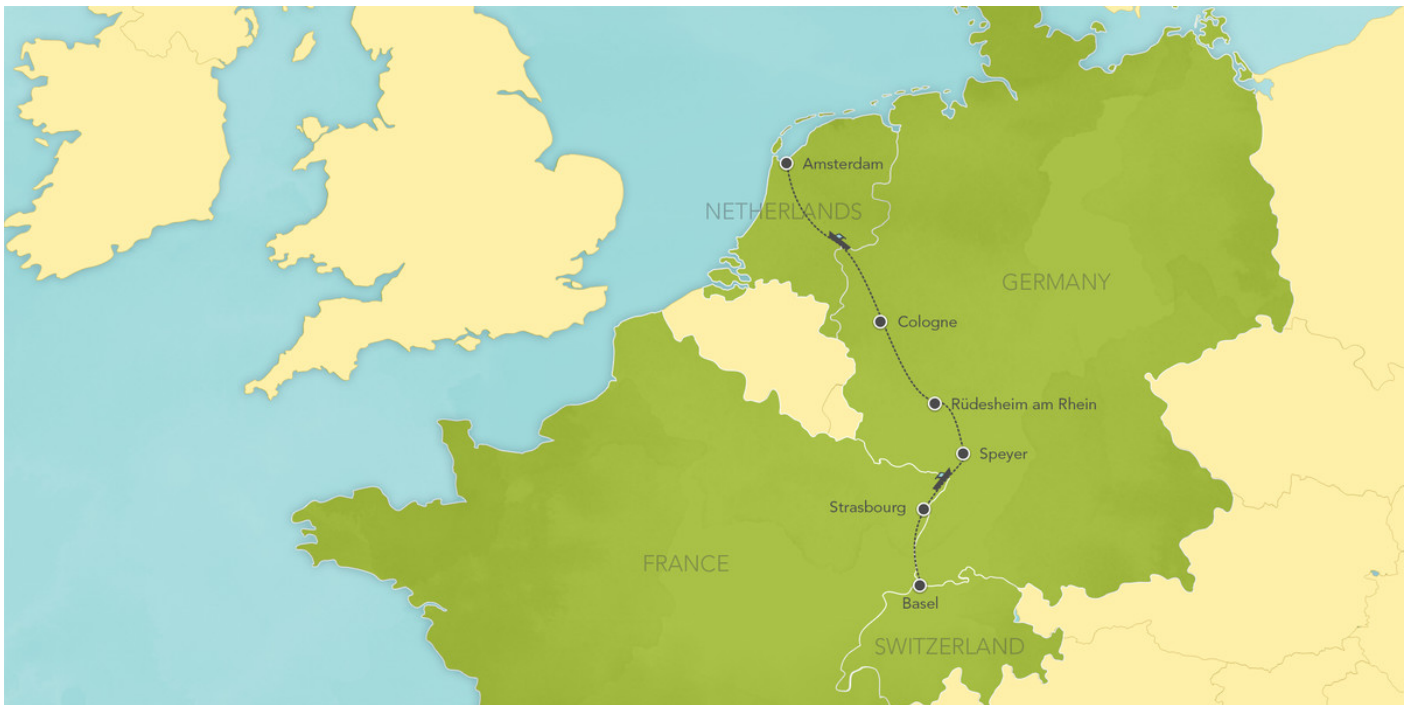 Amsterdam
NETHERLANDS
GERMANY
Cologne
Rüdesheim am Rhein
Speyer
Strasbourg
FRANCE
Basel
SWITZERLAND